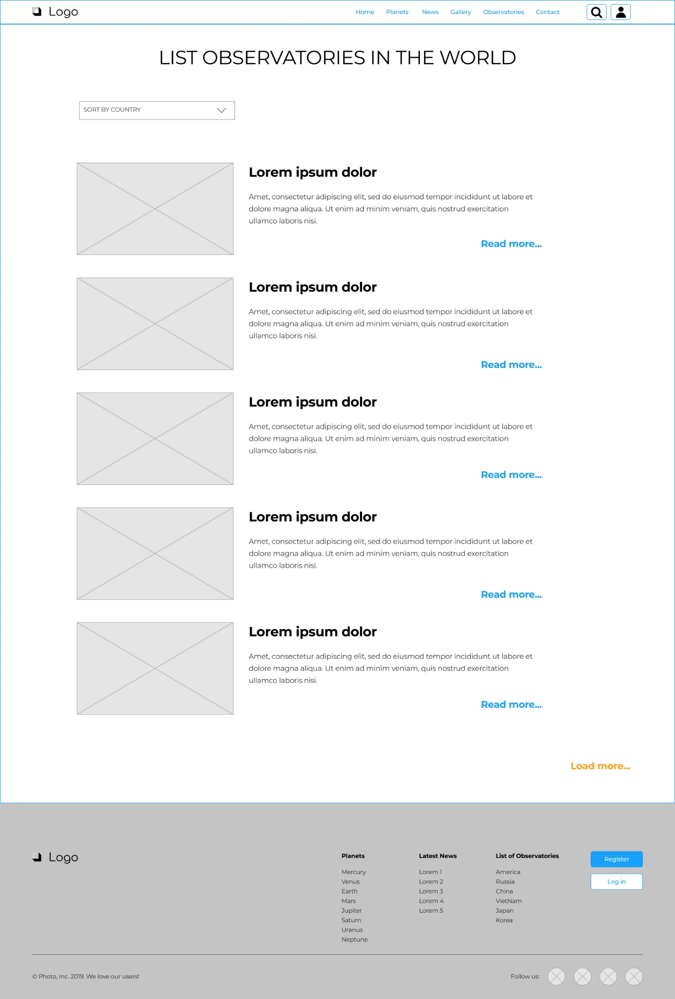 Logo
Home Planets News Gallery Observatories Contact
LIST OBSERVATORIES IN THE WORLD
SORT BY COUNTRY
Lorem ipsum dolor
Amet, consectetur adipiscing elit, sed do eiusmod tempor incididunt ut labore et
dolore magna aliqua. Ut enim ad minim veniam, quis nostrud exercitation
ullamco laboris nisi.
Read more...
Lorem ipsum dolor
Amet, consectetur adipiscing elit, sed do eiusmod tempor incididunt ut labore et
dolore magna aliqua. Ut enim ad minim veniam, quis nostrud exercitation
ullamco laboris nisi.
Read more...
Lorem ipsum dolor
Amet, consectetur adipiscing elit, sed do eiusmod tempor incididunt ut labore et
dolore magna aliqua. Ut enim ad minim veniam, quis nostrud exercitation
ullamco laboris nisi.
Read more...
Lorem ipsum dolor
Amet, consectetur adipiscing elit, sed do eiusmod tempor incididunt ut labore et
dolore magna aliqua. Ut enim ad minim veniam, quis nostrud exercitation
ullamco laboris nisi.
Read more...
Lorem ipsum dolor
Amet, consectetur adipiscing elit, sed do eiusmod tempor incididunt ut labore et
dolore magna aliqua. Ut enim ad minim veniam, quis nostrud exercitation
ullamco laboris nisi.
Read more...
Load more...
Logo
Planets
Mercury
Venus
Earth
Mars
Jupiter
Saturn
Uranus
Neptune
Latest News
Lorem 1
Lorem 2
Lorem 3
Lorem 4
Lorem 5
List of Observatories
America
Russia
China
VietNam
Japan
Korea
Register
Log in
© Photo, Inc. 2019. We love our users!
Follow us: